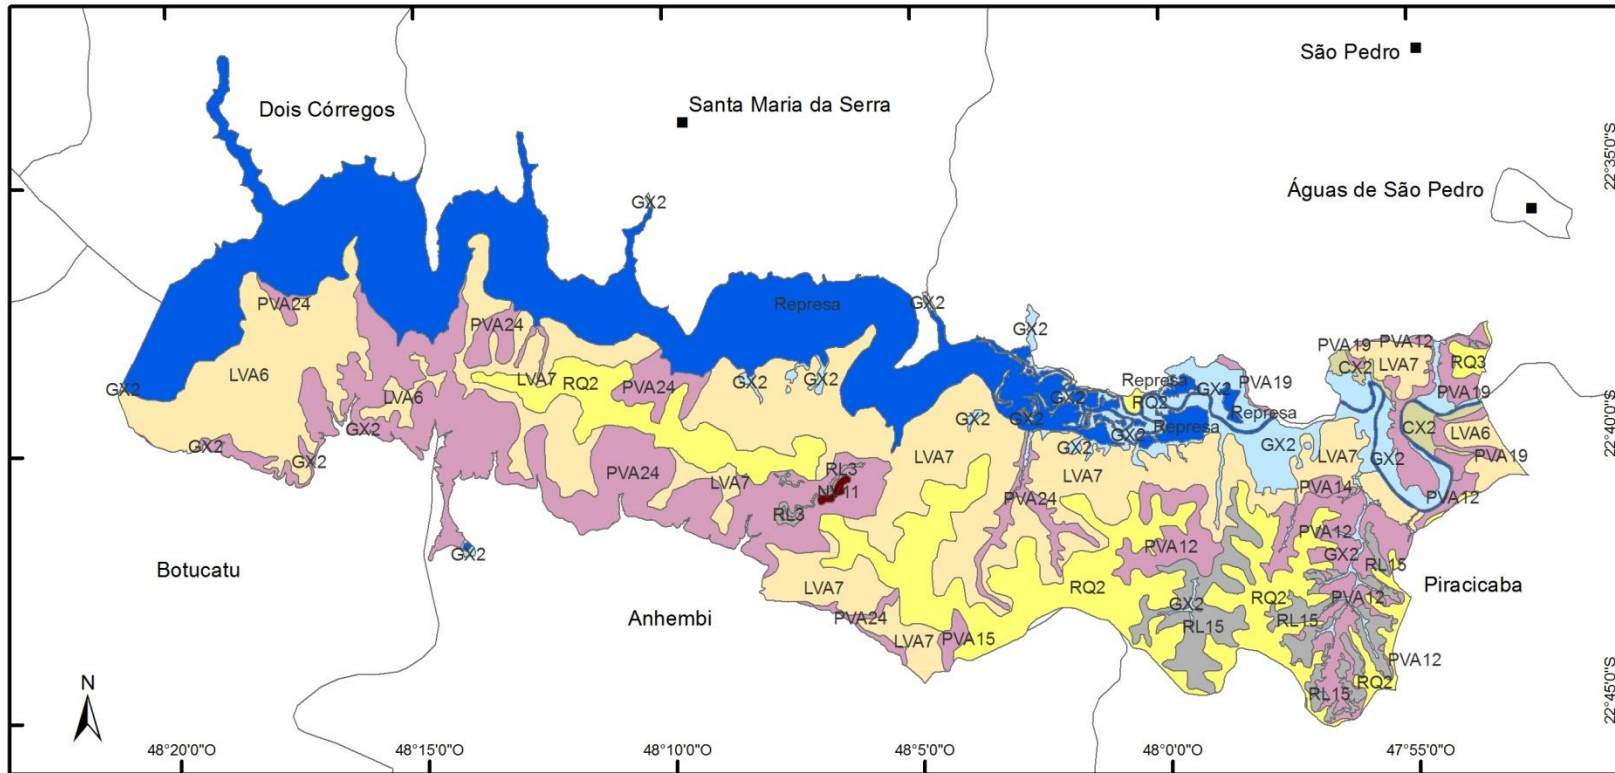 São Pedro
Dois Córregos
Santa Maria da Serra
22°35'0"S
Águas de São Pedro
GX2
PVA24
Represa
GX2
GX2
PVA24
PVA19
PVA12
LVA7
RQ3
CX2
LVA6
LVA7
RQ2
PVA24
GX2
GX2
GX2
Represa
RQ2
GX2
PVA19
PVA19
GX2
LVA6
GX2
GX2
Represa
Represa
CX2
LVA6
22°40'0"S
GX2
GX2
GX2
GX2
GX2
GX2
GX2
PVA19
GX2
PVA24
LVA7
LVA7
RL3
LVA7
LVA7
PVA14
PVA12
NX11
PVA24
RL3
PVA12
PVA12
GX2
GX2
RL15
Botucatu
LVA7
RQ2
GX2
RQ2
PVA12
Piracicaba
Anhembi
PVA24
RL15
RL15
LVA7
PVA15
PVA12
RQ2
RL15
22°45'0"S
N
48°20'0"O
48°15'0"O
48°10'0"O
48°55'0"O
48°0'0"O
47°55'0"O